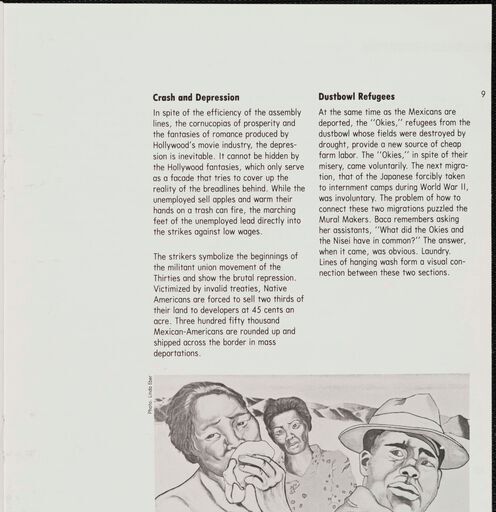 9
Crash and Depression
In spite of the efficiency of the assembly
lines, the cornucopias of prosperity and
the fantasies of romance produced by
Hollywood's movie industry, the depres-
sion is inevitable. It cannot be hidden by
the Hollywood fantasies, which only serve
as a facade that tries to cover up the
reality of the breadlines behind. While the
unemployed sell apples and warm their
hands on a trash can fire, the marching
feet of the unemployed lead directly into
the strikes against low wages.
The strikers symbolize the beginnings of
the militant union movement of the
Thirties and show the brutal repression.
Victimized by invalid treaties, Native
Americans are forced to sell two thirds of
their land to developers at 45 cents an
acre. Three hundred fifty thousand
Mexican-Americans are rounded up and
shipped across the border in mass
deportations.
Dustbowl Refugees
At the same time as the Mexicans are
deported, the "Okies," refugees from the
dustbowl whose fields were destroyed by
drought, provide a new source of cheap
farm labor. The "Okies," in spite of their
misery, came voluntarily. The next migra-
tion, that of the Japanese forcibly taken
to internment camps during World War II,
was involuntary. The problem of how to
connect these two migrations puzzled the
Mural Makers. Baca remembers asking
her assistants, "What did the Okies and
the Nisei have in common?" The answer,
when it came, was obvious. Laundry.
Lines of hanging wash form a visual con-
nection between these two sections.
Photo: Linda Eber